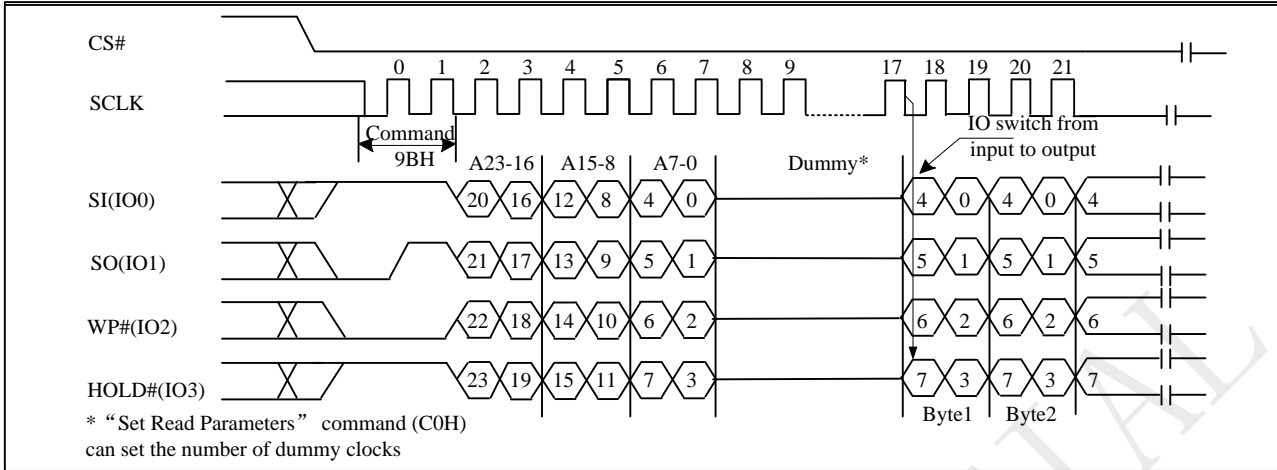 CS#
0 1 2 3 4 5 6 7 8 9 17 18 19 20 21
SCLK
Command
9BH
IO switch from
input to output
A23-16 A15-8 A7-0 Dummy*
SI(IO0) 20 16 12 8 4 0 4 0 4 0 4
SO(IO1) 21 17 13 9 5 1 5 1 5 1 5
WP#(IO2) 22 18 14 10 6 2 6 2 6 2 6
HOLD#(IO3) 23 19 15 11 7 3 7 3 7 3 7
Byte1 Byte2
* “Set Read Parameters” command (C0H)
can set the number of dummy clocks